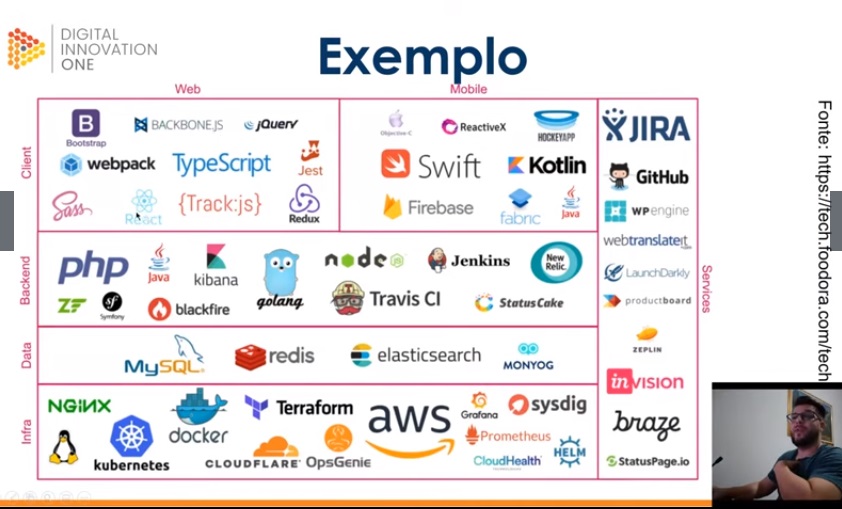 DIGITAL
INNOVATION
ONE
Exemplo
Web
Mobile
Client
B
Bootstrap
BACKBONE.JS
jQuery
webpack
TypeScript
Jest
Sass
React
{Track:js}
Redux
Objective-C
ReactiveX
HOCKEYAPP
Swift
Kotlin
Firebase
fabric
Java
Backend
php
Java
kibana
golang
node
JS
Jenkins
New
Relic.
ZF
sf
Symfony
blackfire
Travis CI
StatusCake
Data
MySQL
redis
elasticsearch
MONYOG
Infra
NGINX
docker
Terraform
aws
Grafana
sysdig
kubernetes
CLOUDFLARE
OpsGenie
Prometheus
CloudHealth
HELM
Services
JIRA
GitHub
WPengine
webtranslateit
LaunchDarkly
productboard
ZEPLIN
inVISION
braze
StatusPage.io
Fonte: https://tech.foodora.com/tech